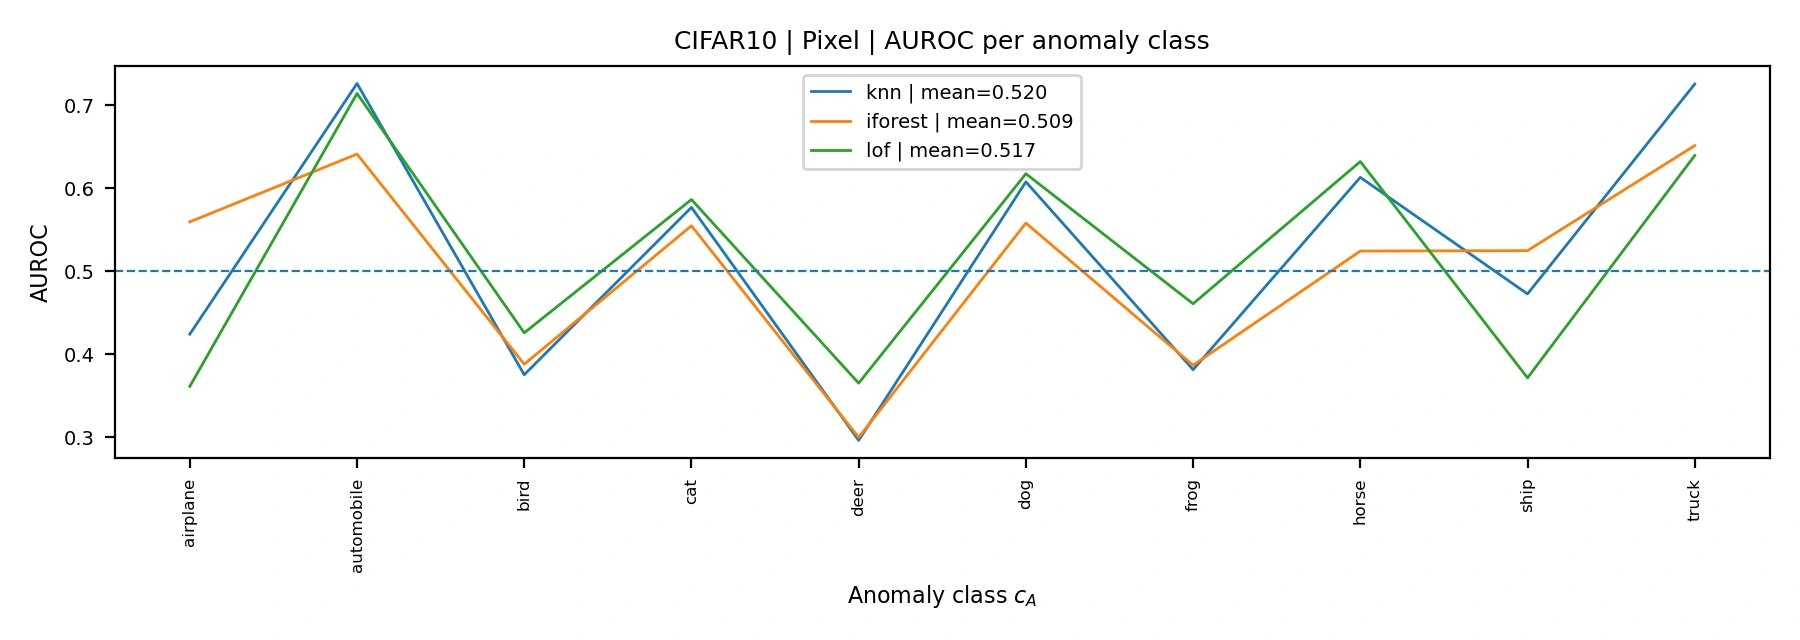 CIFAR10 | Pixel | AUROC per anomaly class
knn | mean=0.520
iforest | mean=0.509
lof | mean=0.517
AUROC
0.7
0.6
0.5
0.4
0.3
airplane
automobile
bird
cat
deer
dog
frog
horse
ship
truck
Anomaly class c_A